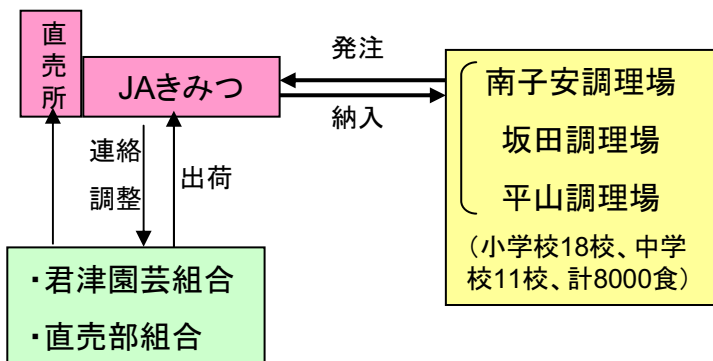 直売所
JAきみつ
発注
納入
南子安調理場
坂田調理場
平山調理場
（小学校18校、中学
校11校、計8000食）
連絡
調整
出荷
・君津園芸組合
・直売部組合